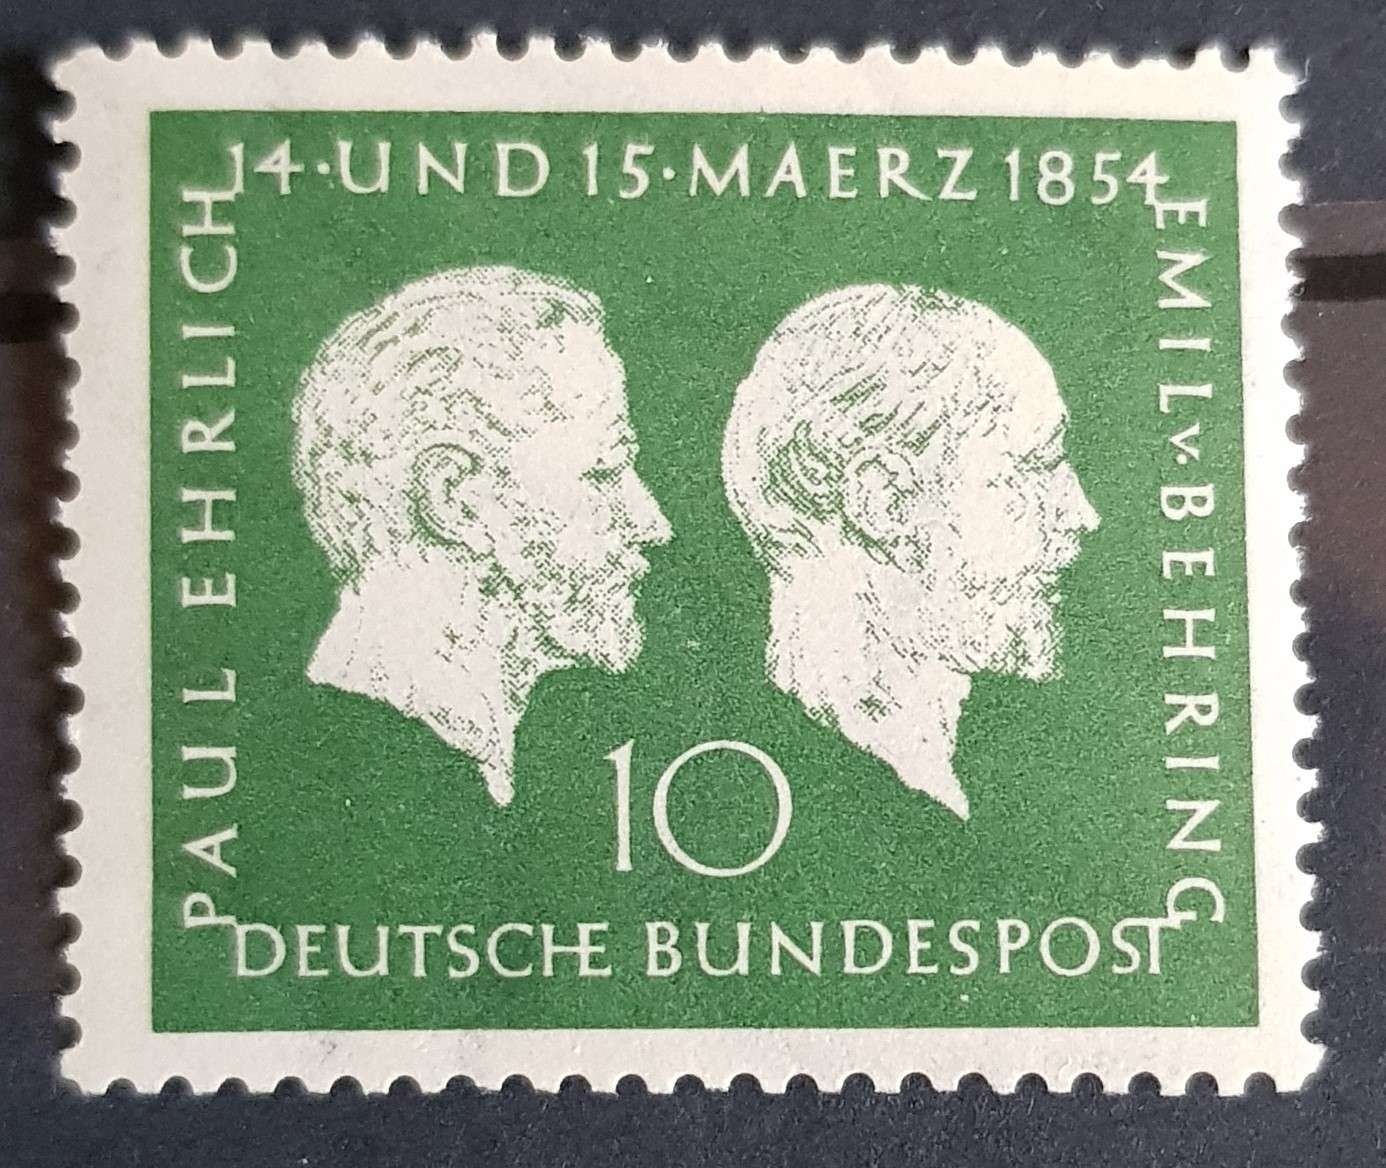 14·UND 15·MAERZ 1854
PAUL EHRLICH
EMIL v. BEHRING
10
DEUTSCHE BUNDESPOST